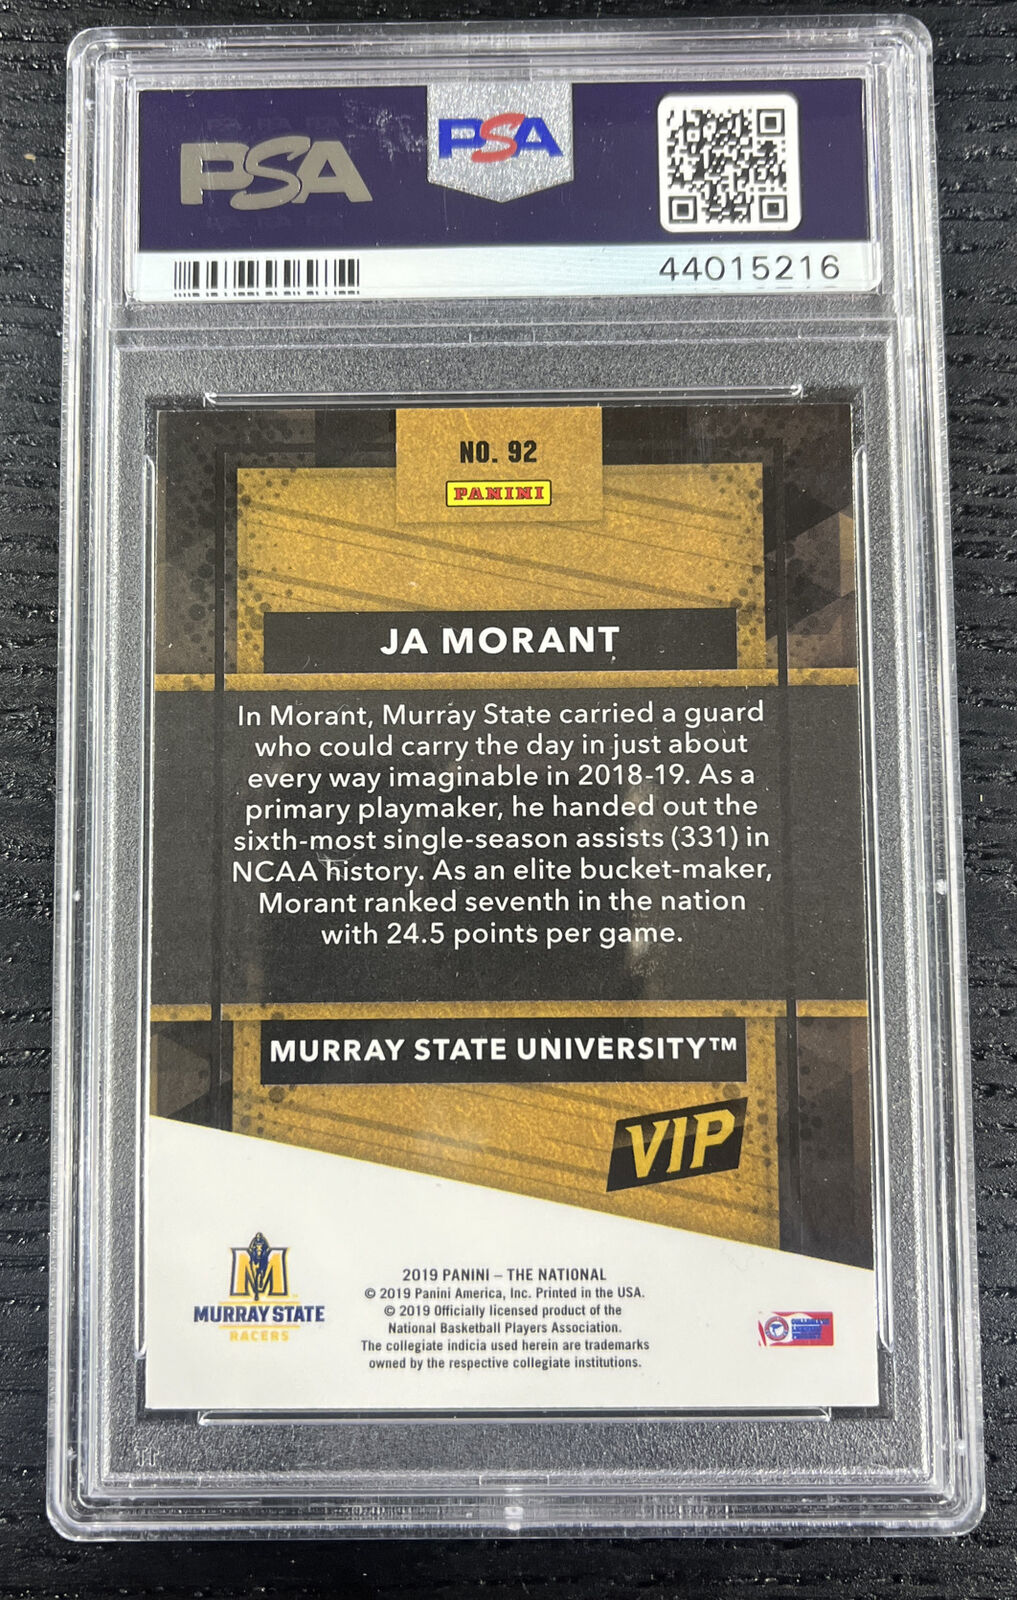 PSA
PSA
44015216
NO. 92
PANINI
JA MORANT
In Morant, Murray State carried a guard
who could carry the day in just about
every way imaginable in 2018-19. As a
primary playmaker, he handed out the
sixth-most single-season assists (331) in
NCAA history. As an elite bucket-maker,
Morant ranked seventh in the nation
with 24.5 points per game.
MURRAY STATE UNIVERSITY™
VIP
M
MURRAY STATE
RACERS
2019 PANINI – THE NATIONAL
© 2019 Panini America, Inc. Printed in the USA.
© 2019 Officially licensed product of the
National Basketball Players Association.
The collegiate indicia used herein are trademarks
owned by the respective collegiate institutions.